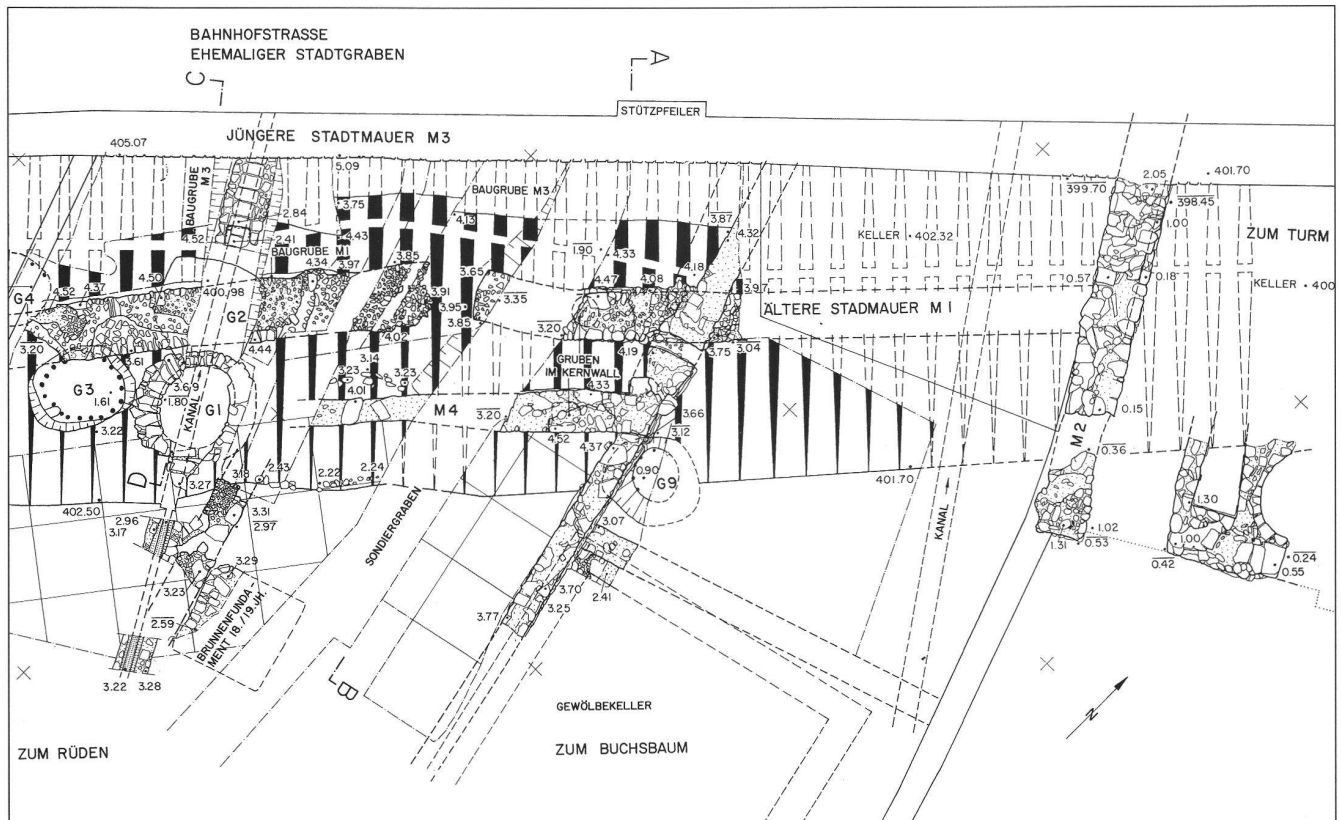 BAHNHOFSTRASSE
EHEMALIGER STADTGRABEN
C
A
STÜTZPFEILER
JÜNGERE STADTMAUER M3
405.07
5.09
BAUGRUBE
M3
BAUGRUBE M3
399.70
2.05
401.70
398.45
1.00
3.75
2.84
4.13
3.87
4.32
4.52
2.41
4.43
BAUGRUBE M1
4.34
3.97
3.85
1.90
4.33
KELLER 402.32
ZUM TURM
4.50
4.37
4.52
3.65
4.47
4.08
4.18
0.57
0.18
G4
400.98
3.91
3.95
3.85
3.35
3.97
KELLER 400
G2
ÄLTERE STADMAUER M1
3.20
4.44
4.02
3.20
4.19
3.75
3.04
1.61
3.14
GRUBEN
IM KERNWALL
3.69
3.23
3.23
4.33
G3
1.61
1.80
G1
4.01
KANAL
M4
3.20
3.66
0.15
3.22
4.52
4.37
3.12
M2
0.36
D
3.18
2.43
2.22
2.24
0.90
G9
3.27
401.70
402.50
3.31
2.97
1.30
2.96
3.17
SONDIERGRABEN
3.07
KANAL
1.02
0.53
1.31
1.00
0.42
0.24
0.55
3.29
3.23
3.70
2.41
3.25
3.77
2.59
BRUNNENFUNDA-
MENT 18./19.JH.
3.22
3.28
B
GEWÖLBEKELLER
N
ZUM RÜDEN
ZUM BUCHSBAUM